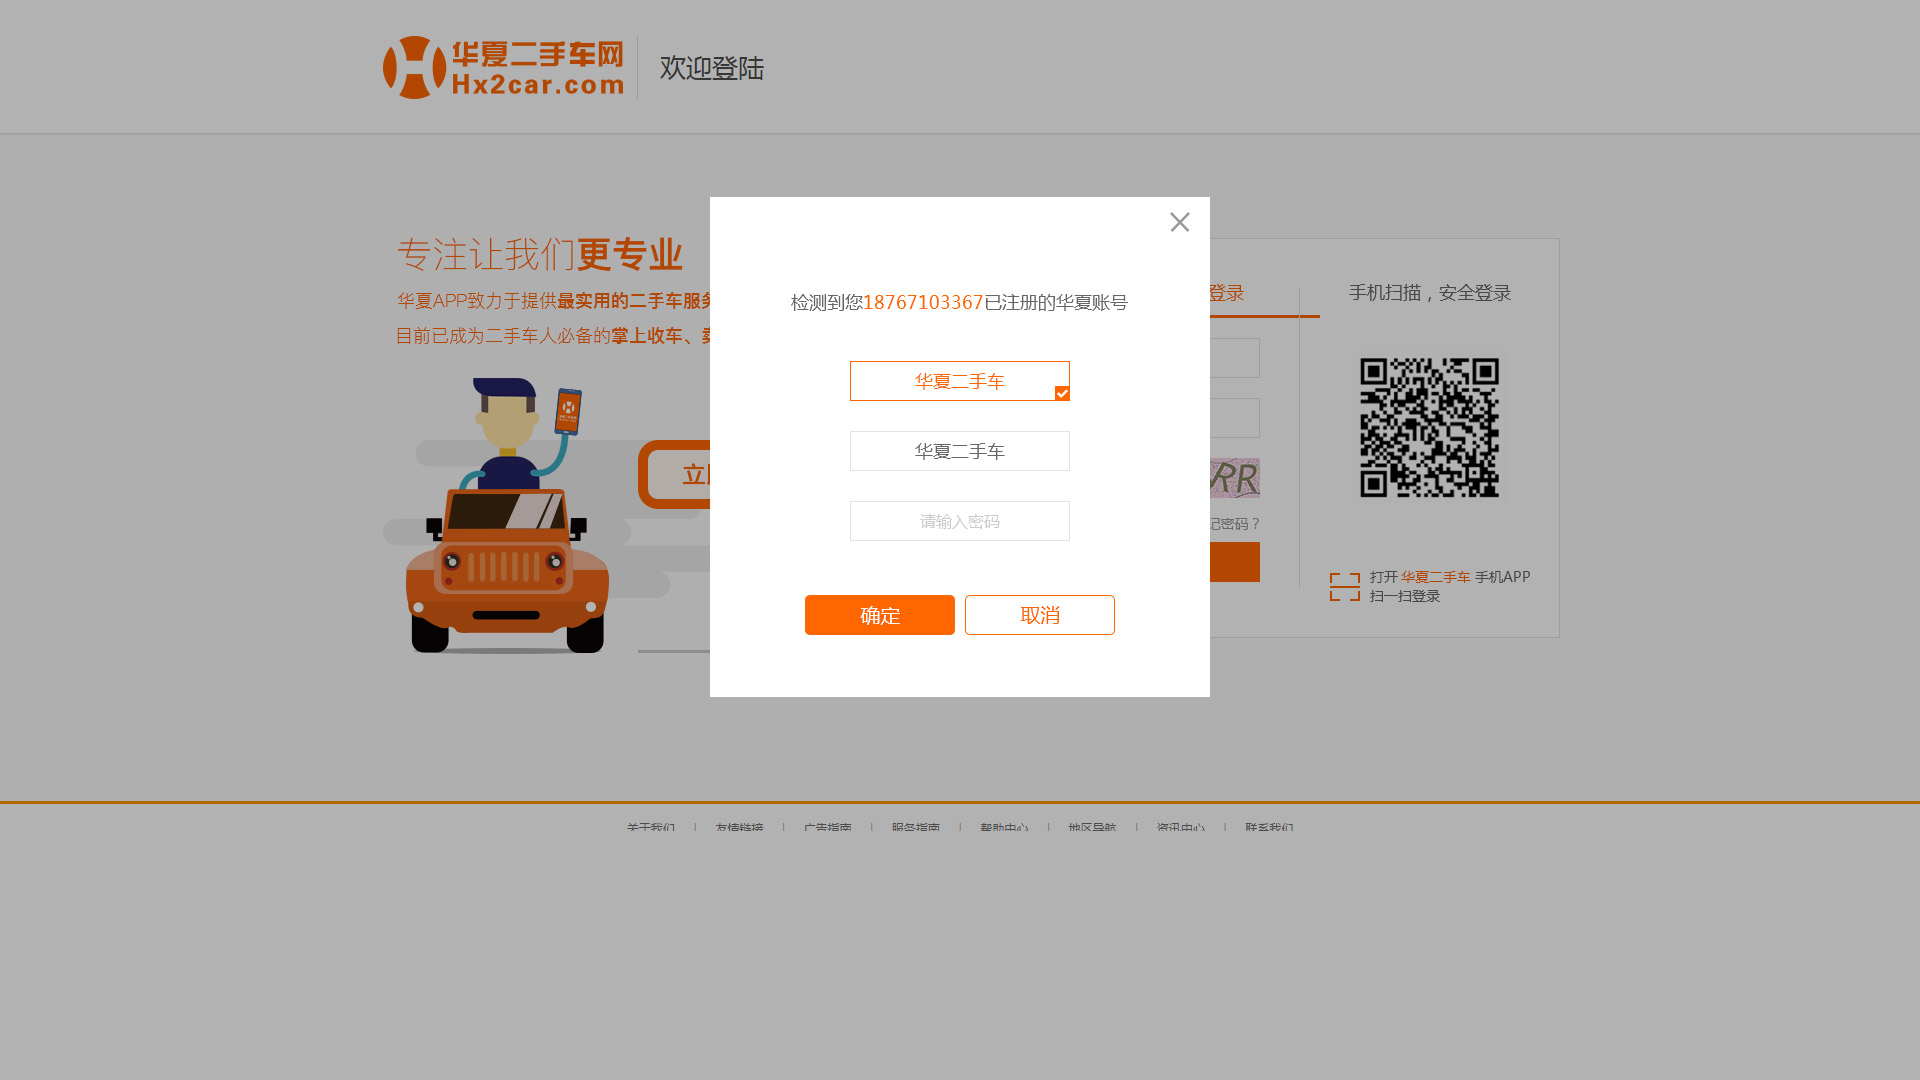 华夏二手车网
Hx2car.com
欢迎登陆
专注让我们更专业
华夏APP致力于提供最实用的二手车服务
目前已成为二手车人必备的掌上收车、
立
检测到您18767103367已注册的华夏账号
华夏二手车
华夏二手车
请输入密码
确定
取消
登录
手机扫描，安全登录
RR
记密码？
打开 华夏二手车 手机APP
扫一扫登录
关于我们 | 友情链接 | 广告指南 | 服务指南 | 帮助中心 | 地区导航 | 资讯中心 | 联系我们